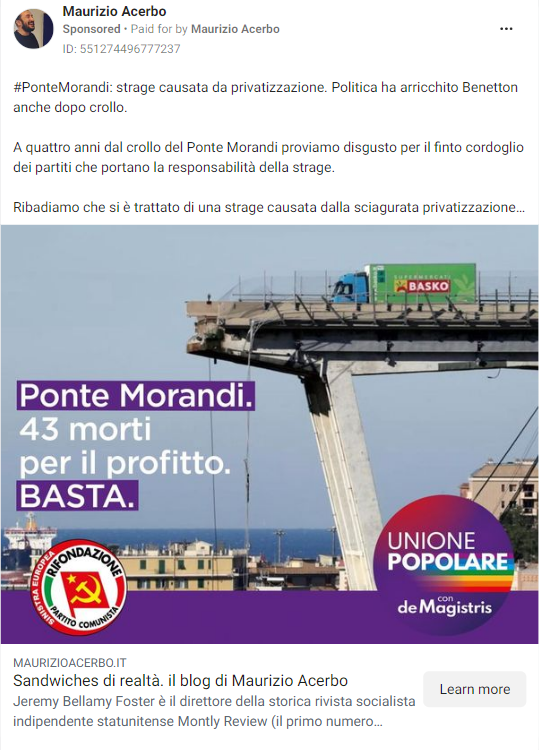 Maurizio Acerbo
Sponsored • Paid for by Maurizio Acerbo
ID: 551274496777237
#PonteMorandi: strage causata da privatizzazione. Politica ha arricchito Benetton
anche dopo crollo.
A quattro anni dal crollo del Ponte Morandi proviamo disgusto per il finto cordoglio
dei partiti che portano la responsabilità della strage.
Ribadiamo che si è trattato di una strage causata dalla sciagurata privatizzazione...
SUPERMERCATI
BASKO
Ponte Morandi.
43 morti
per il profitto.
BASTA.
RIFONDAZIONE
SINISTRA EUROPEA
PARTITO COMUNISTA
UNIONE
POPOLARE
con
de Magistris
MAURIZIOACERBO.IT
Sandwiches di realtà. il blog di Maurizio Acerbo
Jeremy Bellamy Foster è il direttore della storica rivista socialista
indipendente statunitense Montly Review (il primo numero...
Learn more